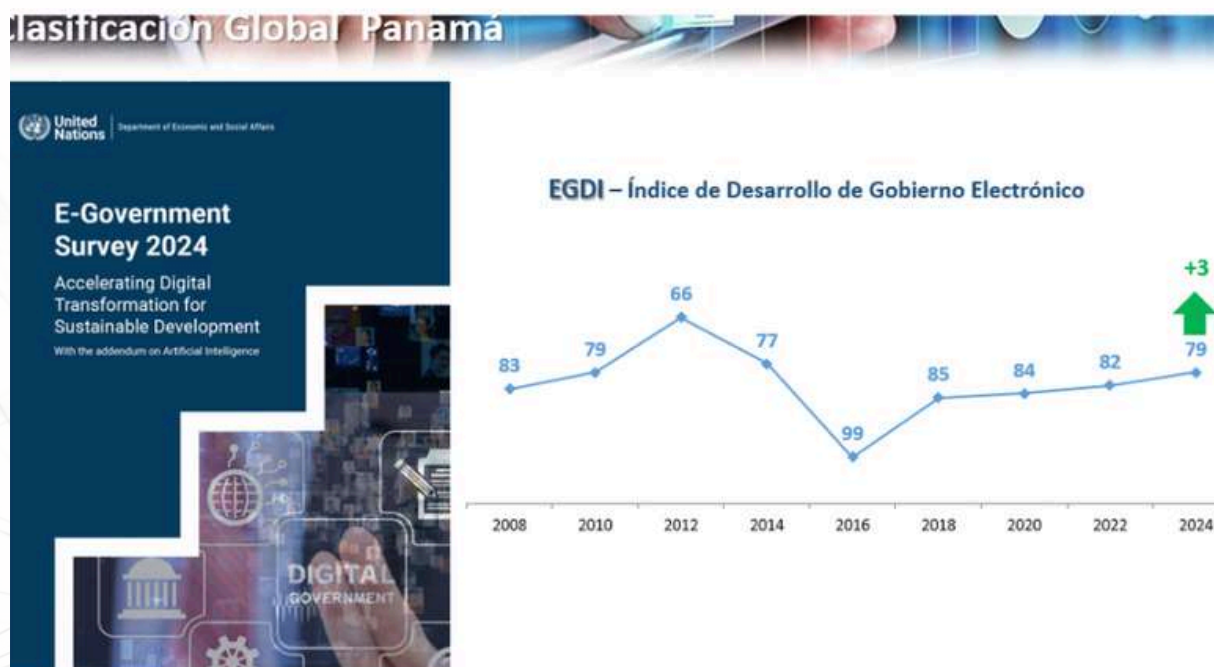 lasificación Global Panamá
United
Nations
Department of Economic and Social Affairs
E-Government
Survey 2024
Accelerating Digital
Transformation for
Sustainable Development
With the addendum on Artificial Intelligence
DIGITAL
GOVERNMENT
EGDI – Índice de Desarrollo de Gobierno Electrónico
+3
83
79
66
77
99
85
84
82
79
2008 2010 2012 2014 2016 2018 2020 2022 2024